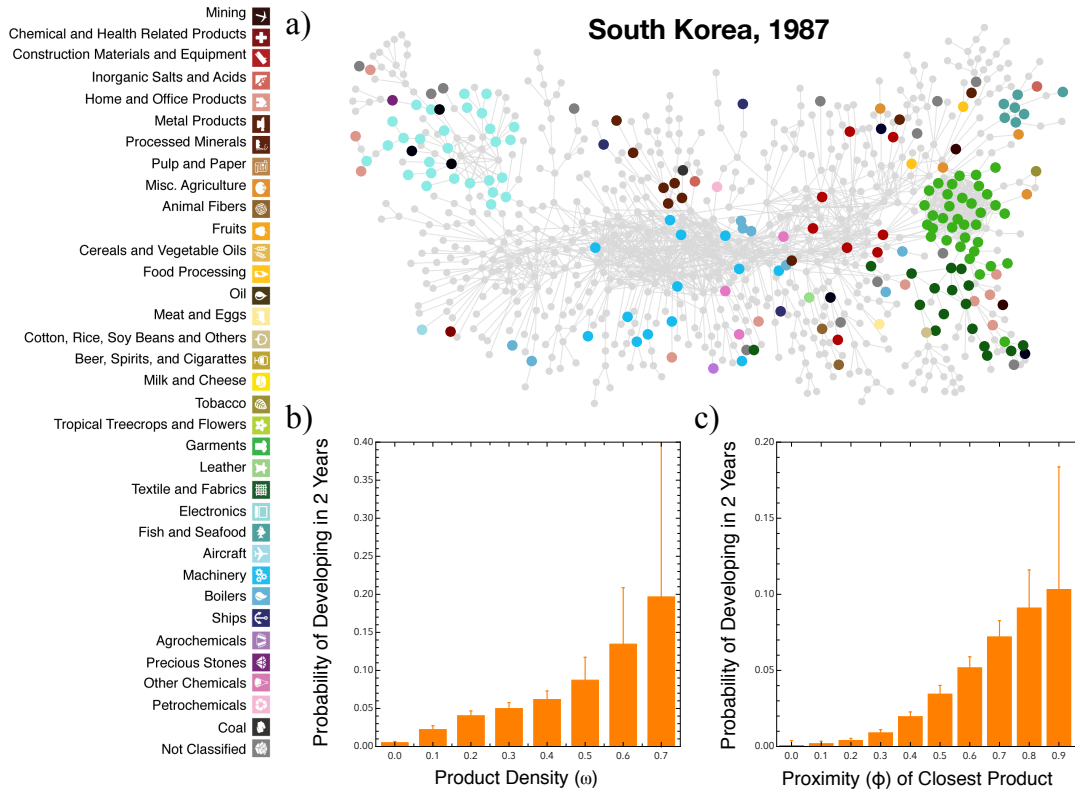 Mining
Chemical and Health Related Products
Construction Materials and Equipment
Inorganic Salts and Acids
Home and Office Products
Metal Products
Processed Minerals
Pulp and Paper
Misc. Agriculture
Animal Fibers
Fruits
Cereals and Vegetable Oils
Food Processing
Oil
Meat and Eggs
Cotton, Rice, Soy Beans and Others
Beer, Spirits, and Cigarattes
Milk and Cheese
Tobacco
Tropical Treecrops and Flowers
Garments
Leather
Textile and Fabrics
Electronics
Fish and Seafood
Aircraft
Machinery
Boilers
Ships
Agrochemicals
Precious Stones
Other Chemicals
Petrochemicals
Coal
Not Classified
a)
South Korea, 1987
b)
Probability of Developing in 2 Years
0.40
0.35
0.30
0.25
0.20
0.15
0.10
0.05
0.00
0.0 0.1 0.2 0.3 0.4 0.5 0.6 0.7
Product Density (ω)
c)
Probability of Developing in 2 Years
0.20
0.15
0.10
0.05
0.00
0.0 0.1 0.2 0.3 0.4 0.5 0.6 0.7 0.8 0.9
Proximity (ϕ) of Closest Product